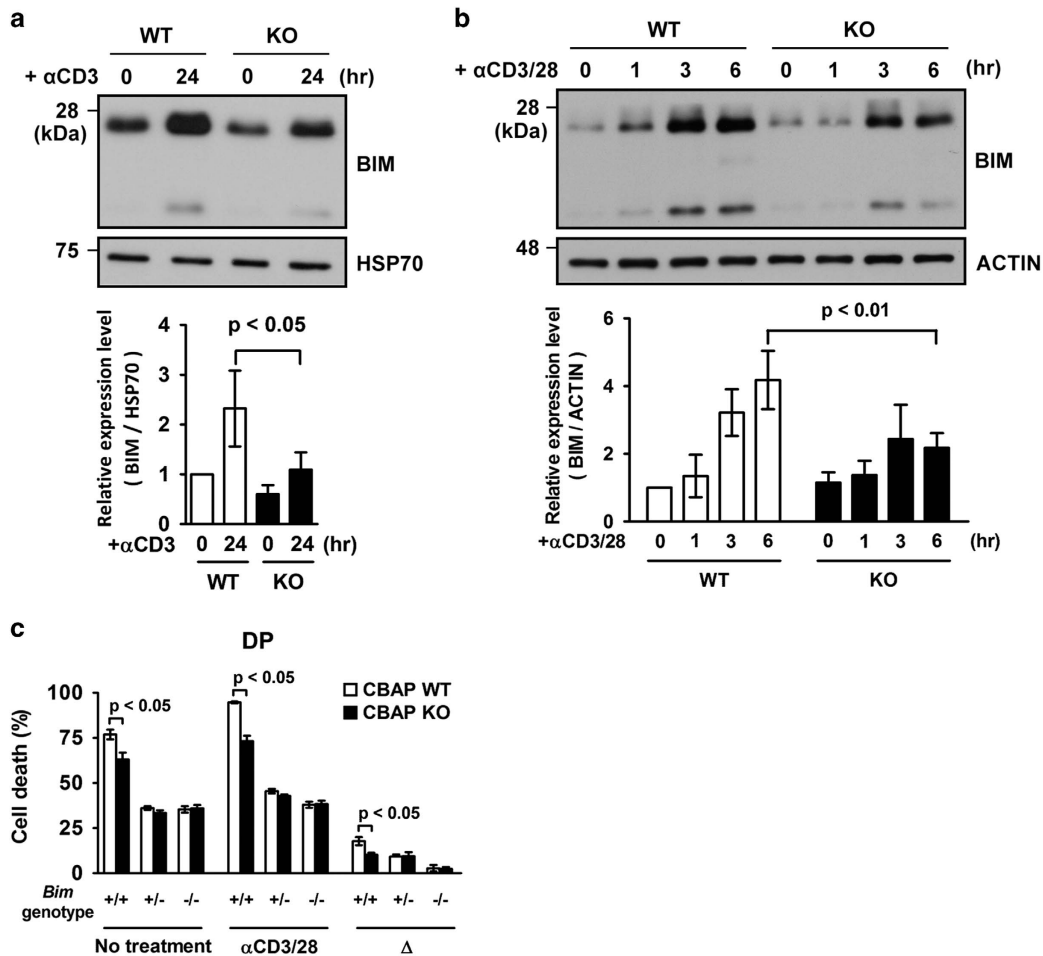 a
WT KO
+ αCD3 0 24 0 24 (hr)
28
(kDa)
BIM
75
HSP70
Relative expression level
( BIM / HSP70 )
4
3
2
1
0
p < 0.05
+αCD3 0 24 0 24 (hr)
WT KO
b
WT KO
+ αCD3/28 0 1 3 6 0 1 3 6 (hr)
28
(kDa)
BIM
48
ACTIN
Relative expression level
( BIM / ACTIN )
6
4
2
0
p < 0.01
+αCD3/28 0 1 3 6 0 1 3 6 (hr)
WT KO
c
DP
Cell death (%)
100
75
50
25
0
p < 0.05
p < 0.05
p < 0.05
CBAP WT
CBAP KO
Bim
genotype
+/+ +/- -/- +/+ +/- -/- +/+ +/- -/-
No treatment αCD3/28 Δ